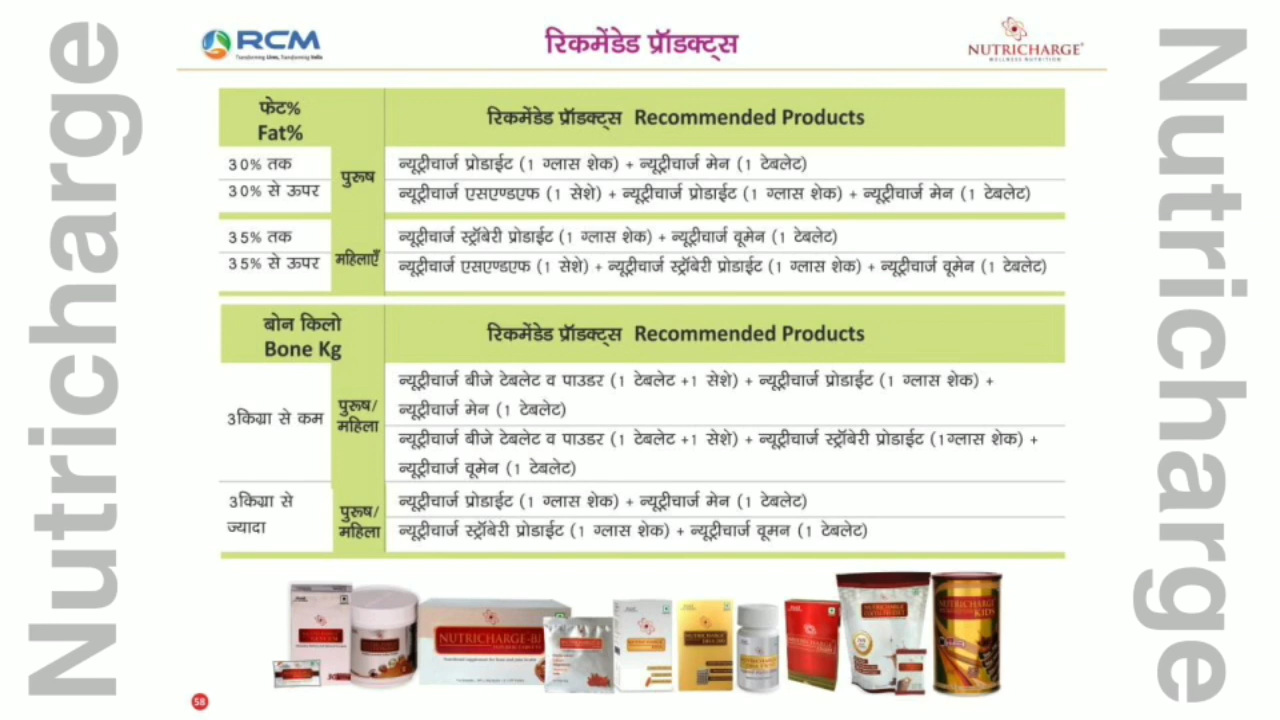 Nutricharge
RCM
Transforming Lives, Transforming India
रिकमेंडेड प्रॉडक्ट्स
NUTRICHARGE
WELLNESS NUTRITION
Nutricharge
फेट%
Fat%
रिकमेंडेड प्रॉडक्ट्स Recommended Products
30% तक
पुरूष
न्यूट्रीचार्ज प्रोडाईट (1 ग्लास शेक) + न्यूट्रीचार्ज मेन (1 टेबलेट)
30% से ऊपर
न्यूट्रीचार्ज एसएण्डएफ (1 सेशे) + न्यूट्रीचार्ज प्रोडाईट (1 ग्लास शेक) + न्यूट्रीचार्ज मेन (1 टेबलेट)
35% तक
महिलाएँ
न्यूट्रीचार्ज स्ट्रॉबेरी प्रोडाईट (1 ग्लास शेक) + न्यूट्रीचार्ज वूमेन (1 टेबलेट)
35% से ऊपर
न्यूट्रीचार्ज एसएण्डएफ (1 सेशे) + न्यूट्रीचार्ज स्ट्रॉबेरी प्रोडाईट (1 ग्लास शेक) + न्यूट्रीचार्ज वूमेन (1 टेबलेट)
बोन किलो
Bone Kg
रिकमेंडेड प्रॉडक्ट्स Recommended Products
3किग्रा से कम
पुरूष/
महिला
न्यूट्रीचार्ज बीजे टेबलेट व पाउडर (1 टेबलेट +1 सेशे) + न्यूट्रीचार्ज प्रोडाईट (1 ग्लास शेक) +
न्यूट्रीचार्ज मेन (1 टेबलेट)
न्यूट्रीचार्ज बीजे टेबलेट व पाउडर (1 टेबलेट +1 सेशे) + न्यूट्रीचार्ज स्ट्रॉबेरी प्रोडाईट (1ग्लास शेक) +
न्यूट्रीचार्ज वूमेन (1 टेबलेट)
3किग्रा से
ज्यादा
पुरूष/
महिला
न्यूट्रीचार्ज प्रोडाईट (1 ग्लास शेक) + न्यूट्रीचार्ज मेन (1 टेबलेट)
न्यूट्रीचार्ज स्ट्रॉबेरी प्रोडाईट (1 ग्लास शेक) + न्यूट्रीचार्ज वूमन (1 टेबलेट)
NUTRICHARGE-BJ
NUTRICHARGE
KIDS
58